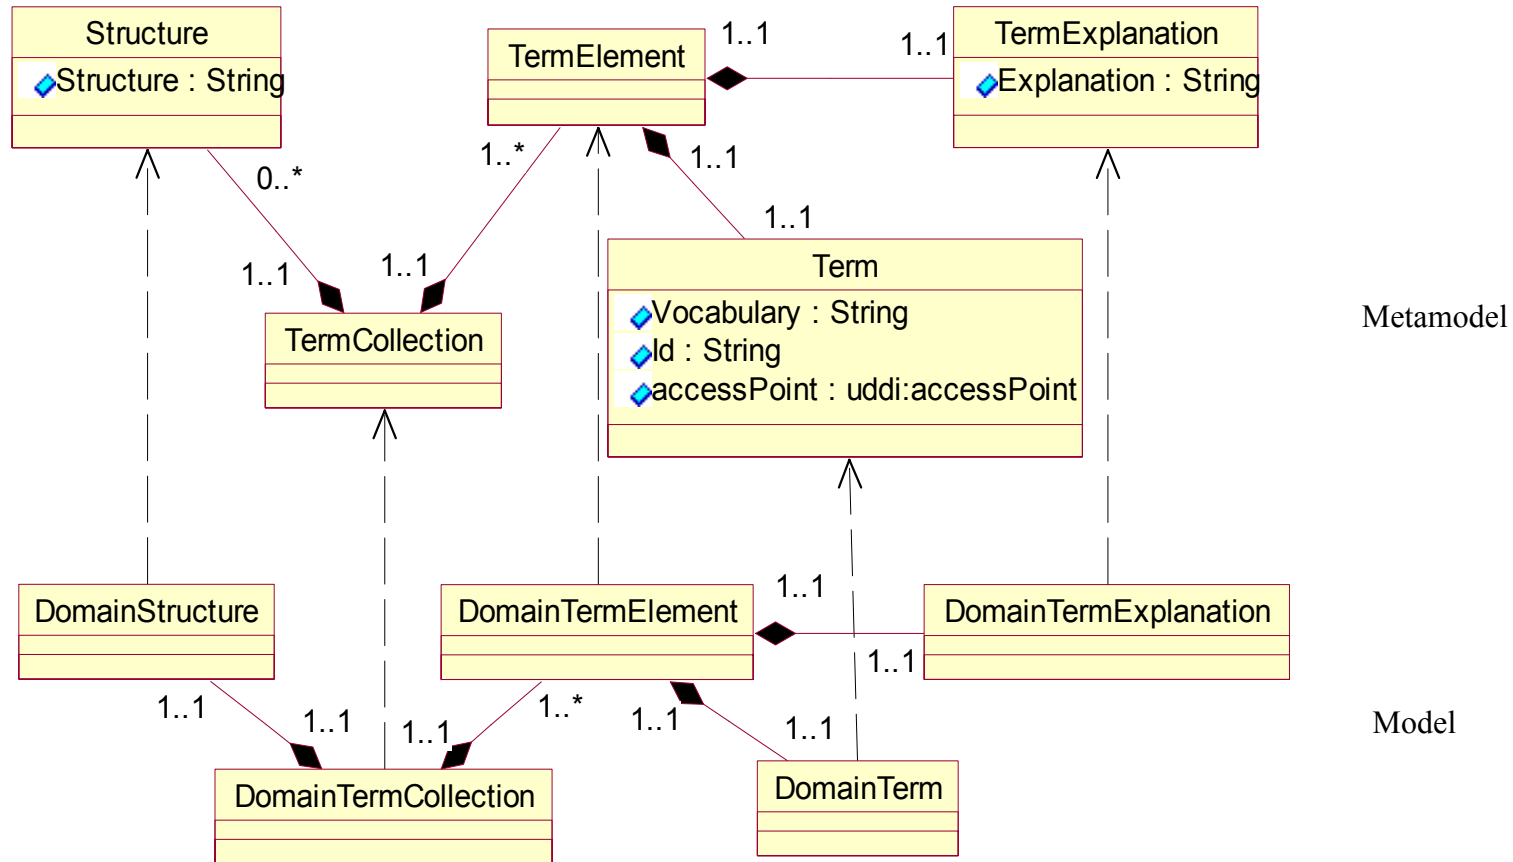 Structure
Structure : String
TermElement
1..1
1..1
TermExplanation
Explanation : String
0..*
1..*
1..1
1..1
1..1
1..1
TermCollection
Term
Vocabulary : String
Id : String
accessPoint : uddi:accessPoint
Metamodel
DomainStructure
DomainTermElement
1..1
1..1
DomainTermExplanation
1..1
1..1
1..1
1..*
1..1
1..1
Model
DomainTermCollection
DomainTerm